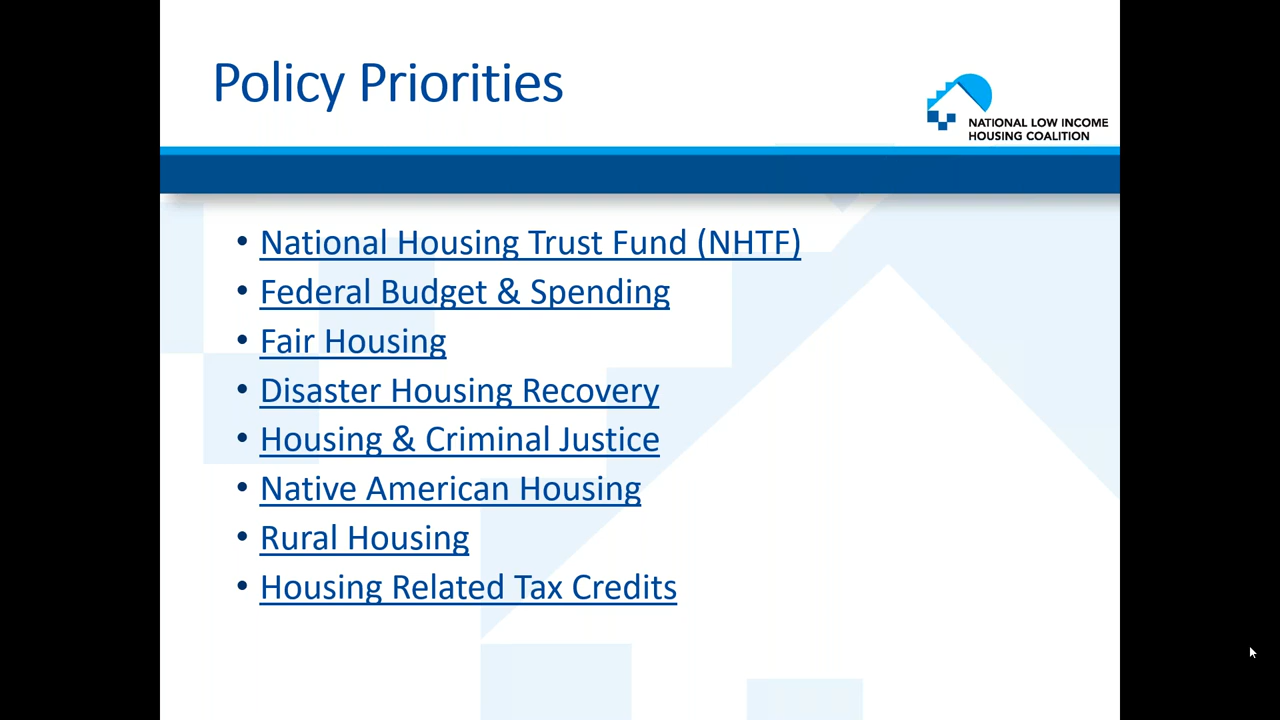 Policy Priorities
NATIONAL LOW INCOME
HOUSING COALITION
• National Housing Trust Fund (NHTF)
• Federal Budget & Spending
• Fair Housing
• Disaster Housing Recovery
• Housing & Criminal Justice
• Native American Housing
• Rural Housing
• Housing Related Tax Credits